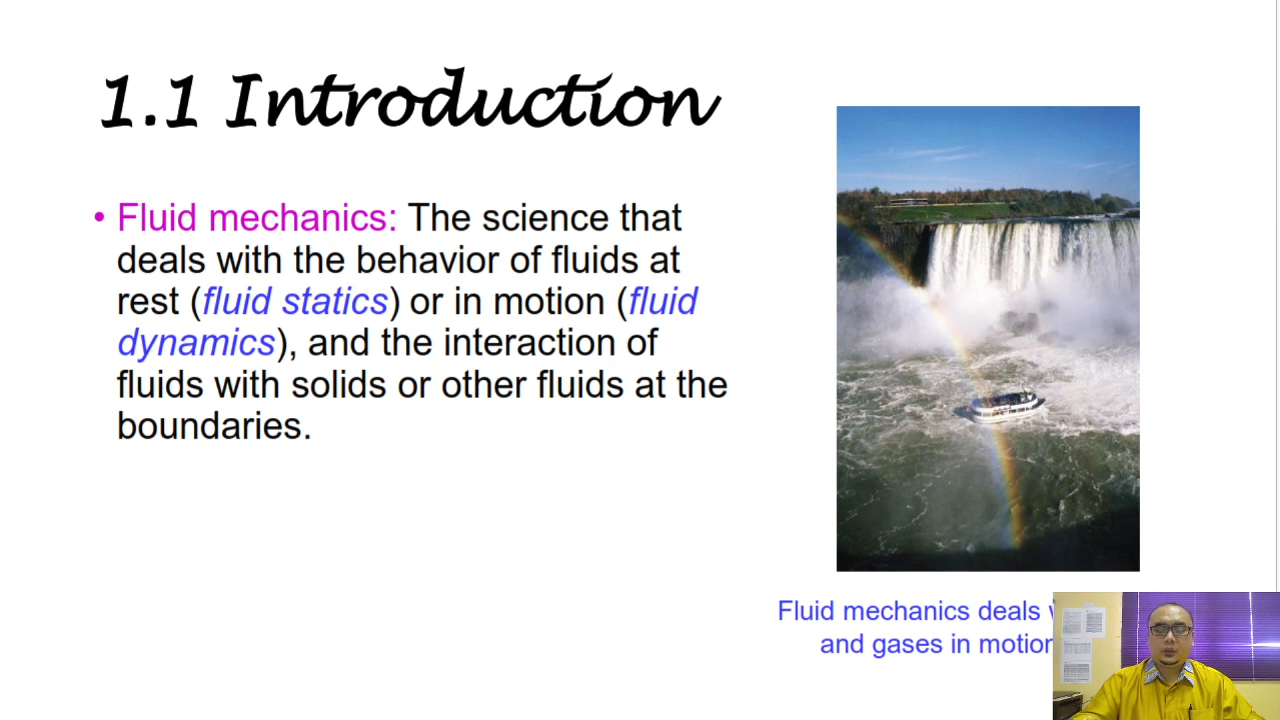 1.1 Introduction
• Fluid mechanics: The science that
deals with the behavior of fluids at
rest (fluid statics) or in motion (fluid
dynamics), and the interaction of
fluids with solids or other fluids at the
boundaries.
Fluid mechanics deals
and gases in motion